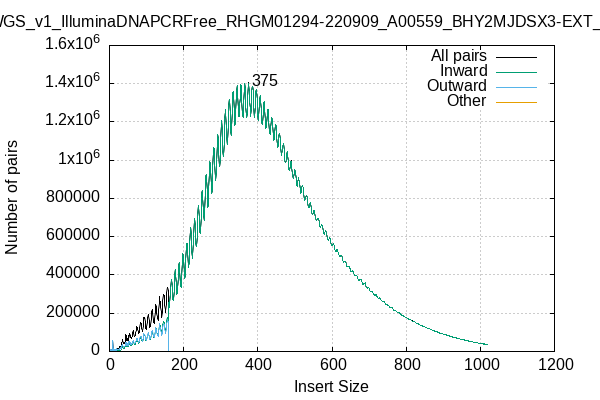 WGS_v1_IlluminaDNAPCRFree_RHGM01294-220909_A00559_BHY2MJDSX3-EXT_
1.6x10^6
1.4x10^6
1.2x10^6
1x10^6
800000
600000
400000
200000
0
Number of pairs
375
All pairs
Inward
Outward
Other
0 200 400 600 800 1000 1200
Insert Size